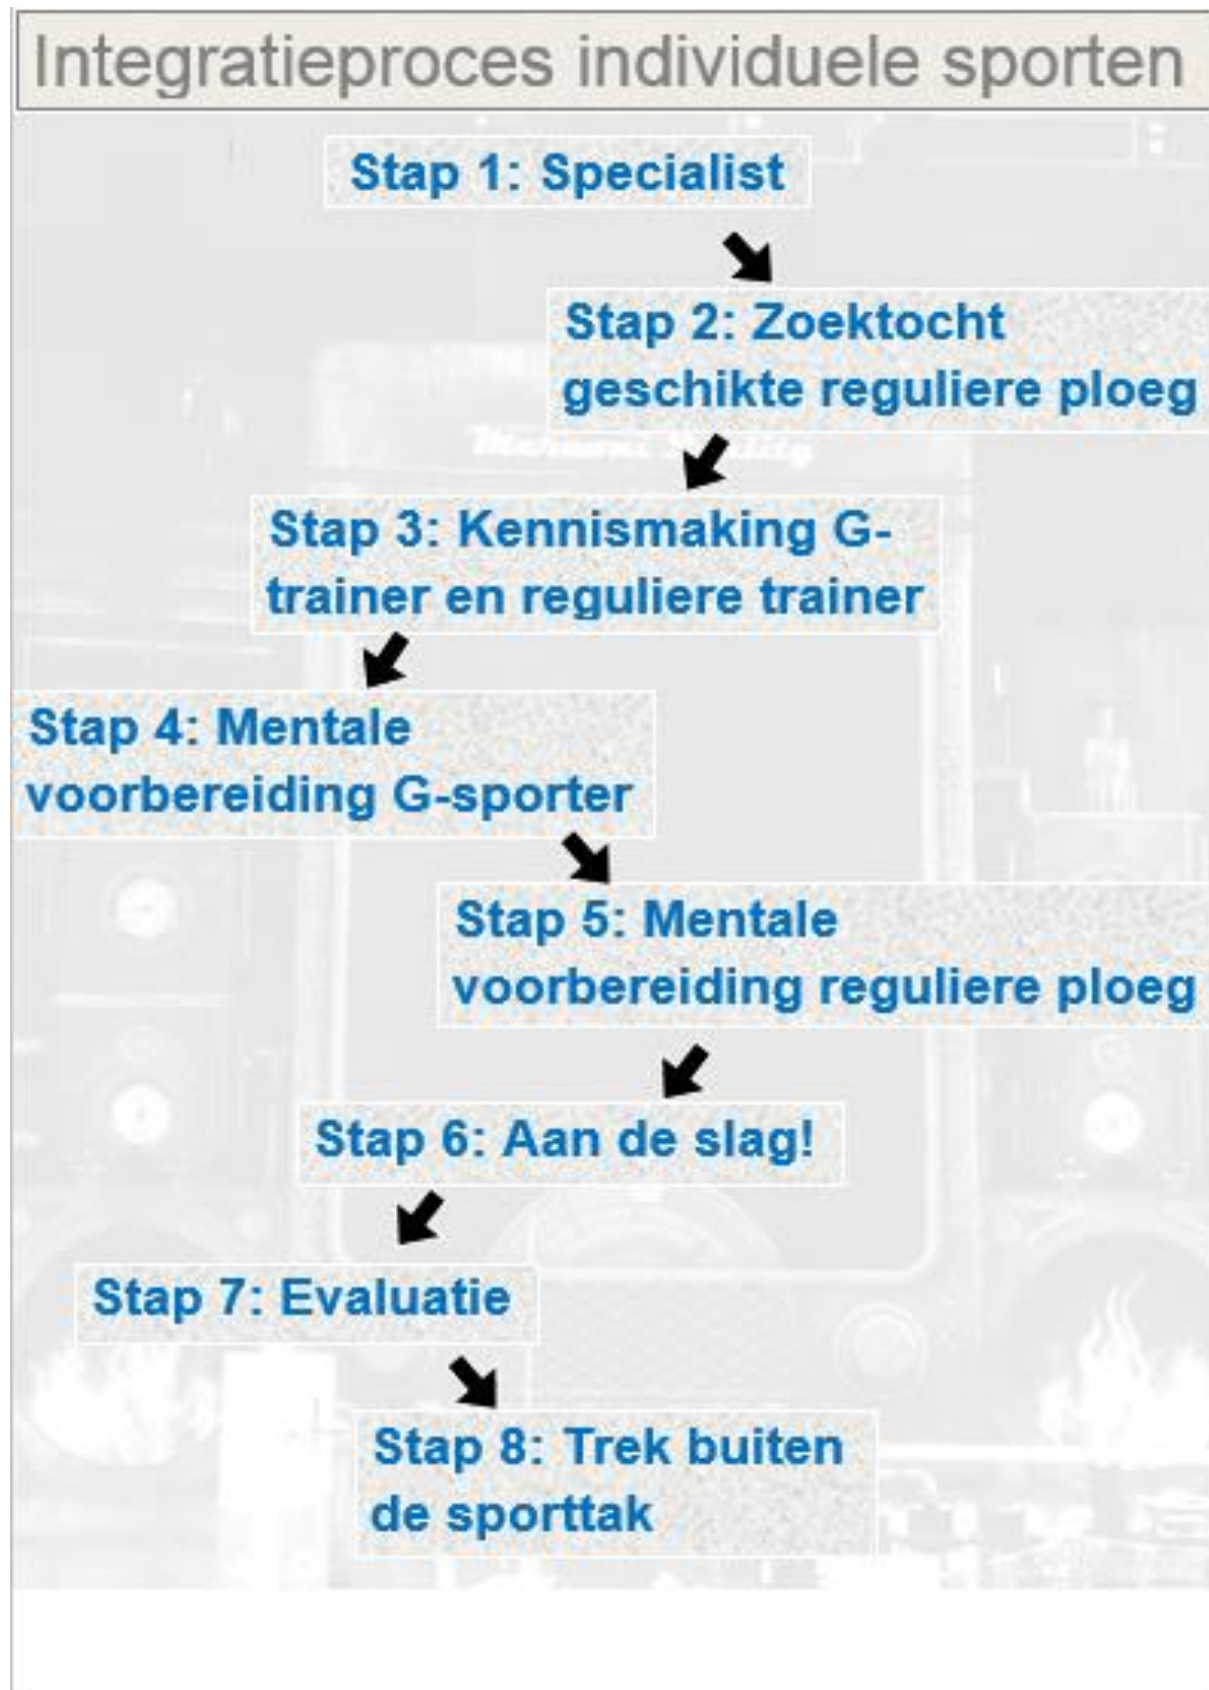 Integratieproces individuele sporten
Stap 1: Specialist
Stap 2: Zoektocht
geschikte reguliere ploeg
Stap 3: Kennismaking G-
trainer en reguliere trainer
Stap 4: Mentale
voorbereiding G-sporter
Stap 5: Mentale
voorbereiding reguliere ploeg
Stap 6: Aan de slag!
Stap 7: Evaluatie
Stap 8: Trek buiten
de sporttak